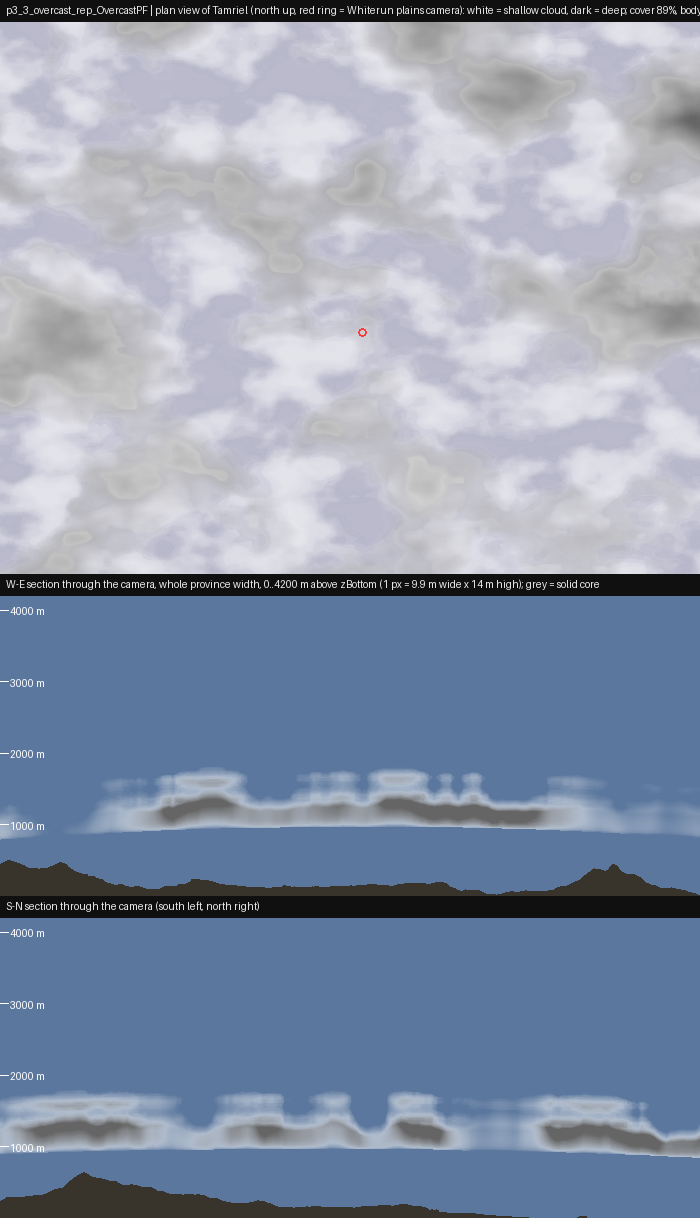 p3_3_overcast_rep_OvercastPF | plan view of Tamriel (north up, red ring = Whiterun plains camera): white = shallow cloud, dark = deep; cover 89%, body
W-E section through the camera, whole province width, 0..4200 m above zBottom (1 px = 9.9 m wide x 14 m high); grey = solid core
4000 m
3000 m
2000 m
1000 m
S-N section through the camera (south left, north right)
4000 m
3000 m
2000 m
1000 m